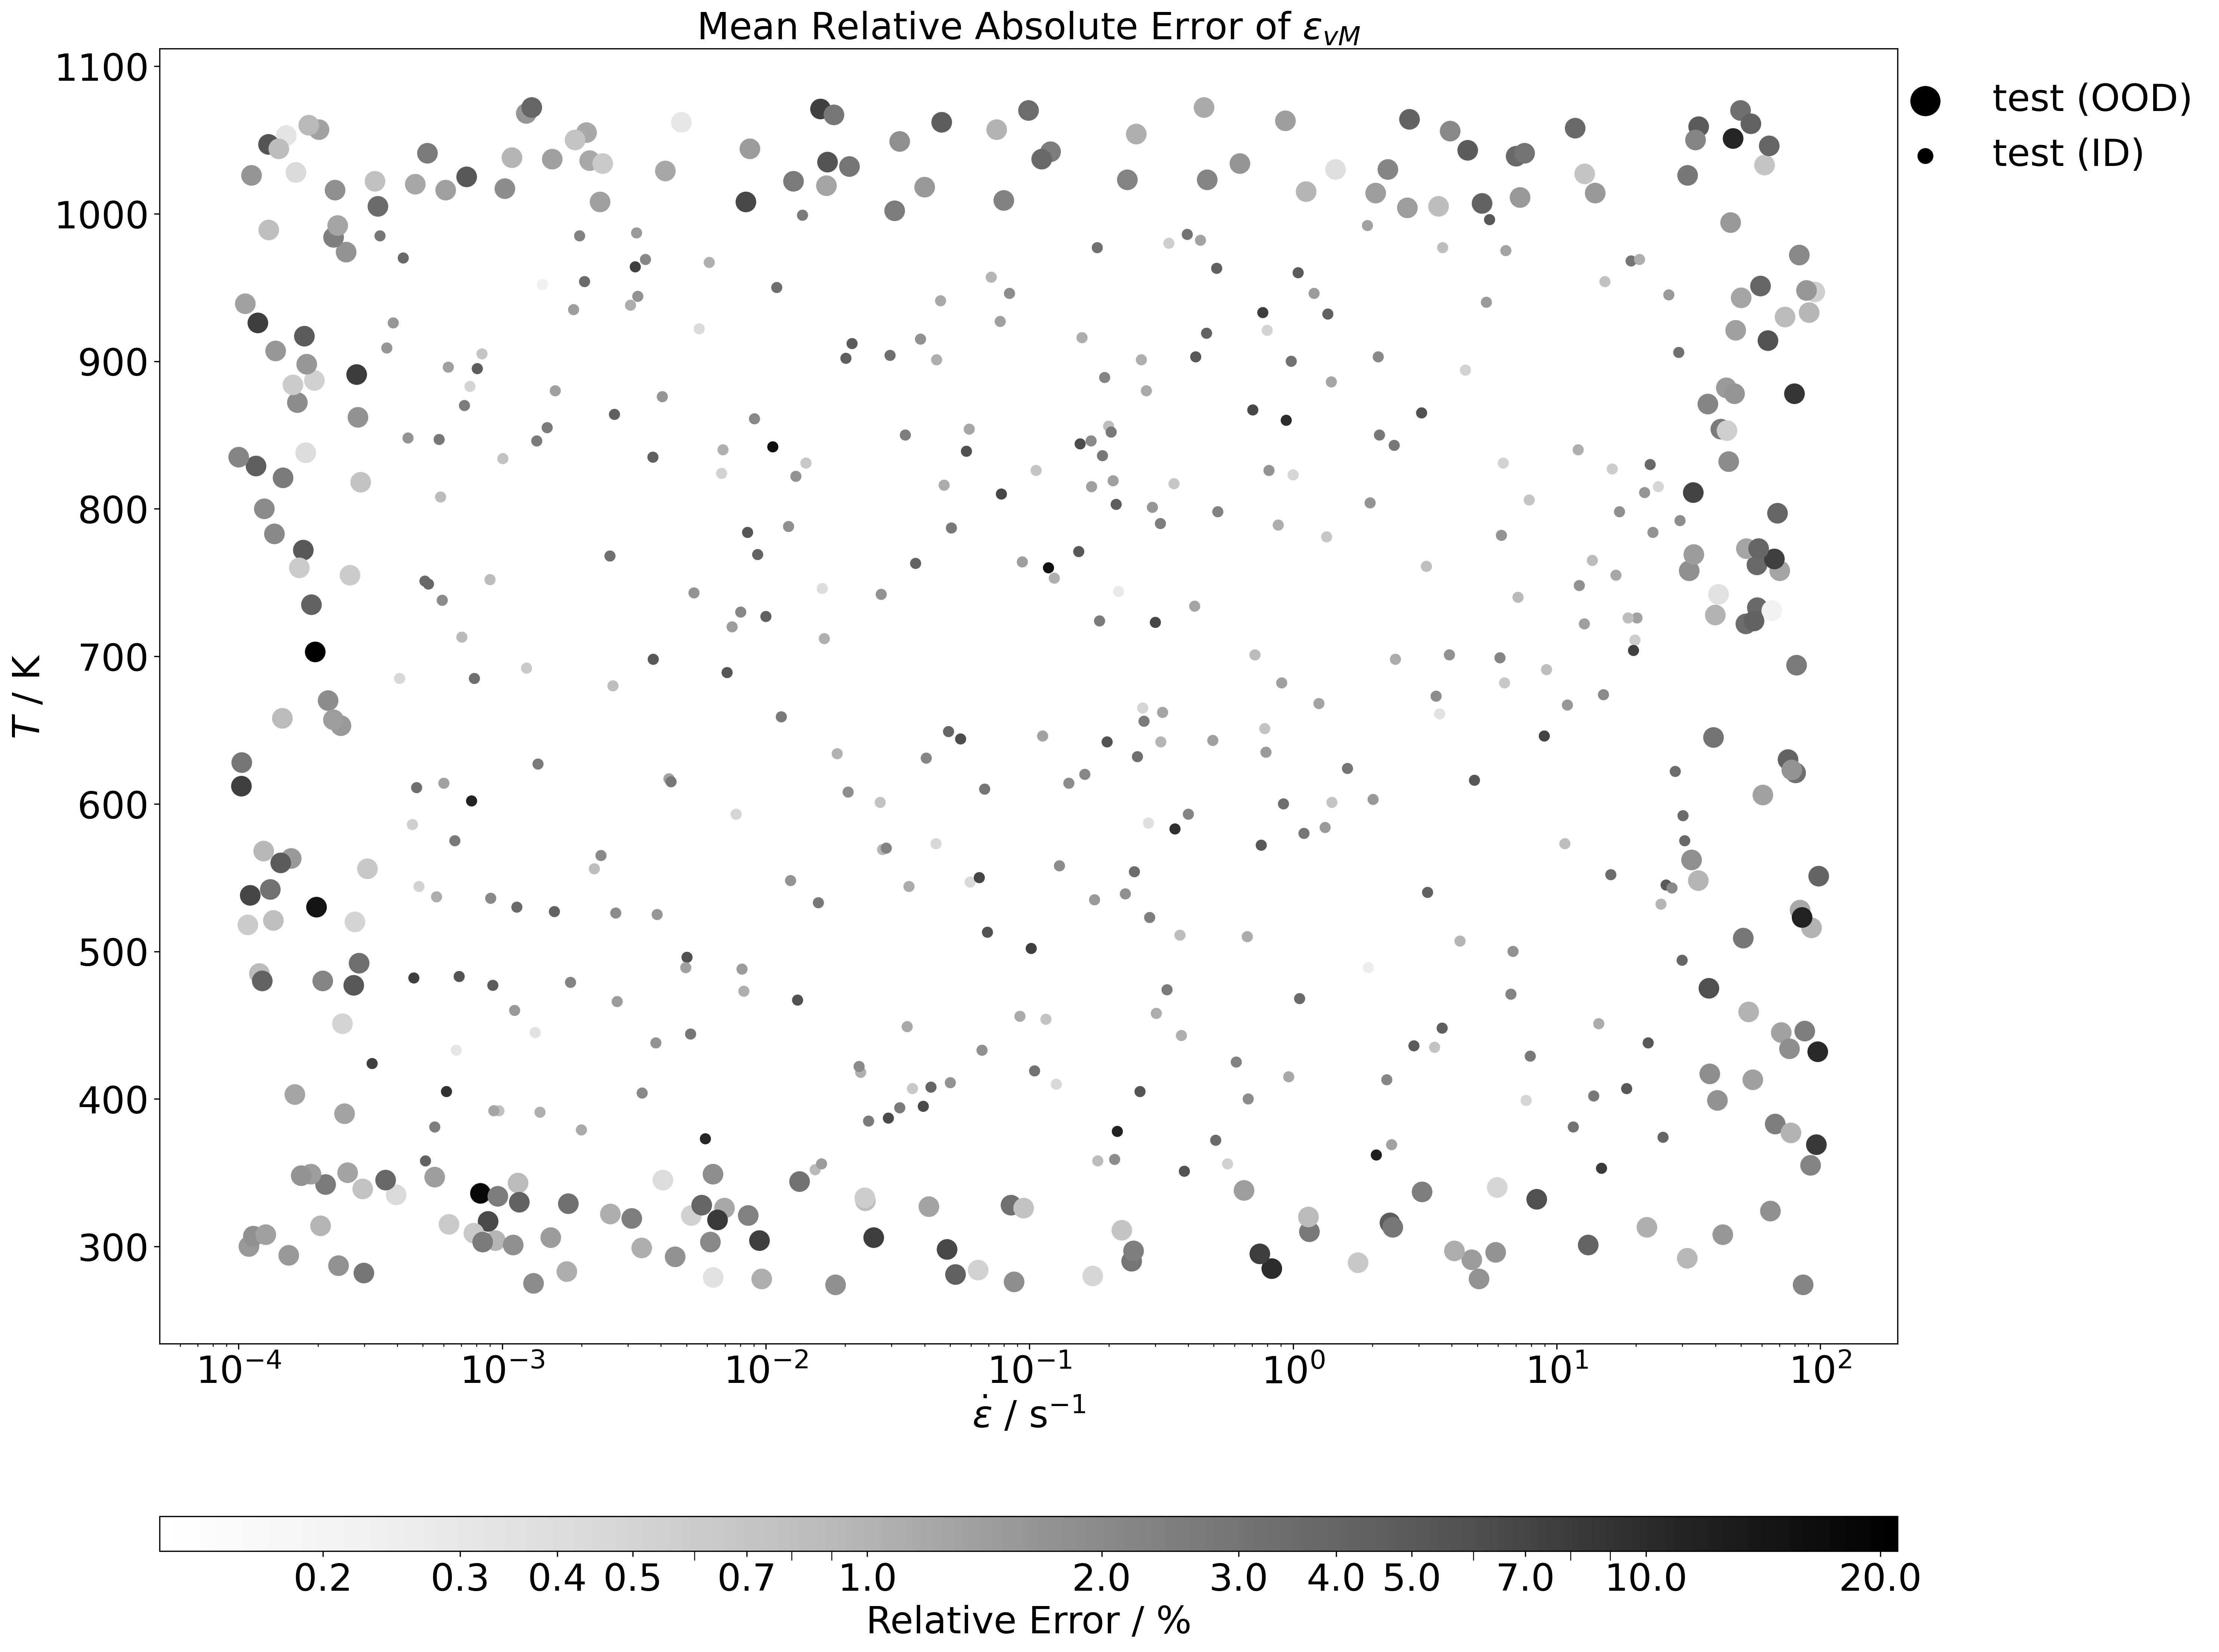 Mean Relative Absolute Error of εvM
1100
1000
900
800
700
600
500
400
300
T / K
10−4 10−3 10−2 10−1 100 101 102
ε̇ / s−1
test (OOD)
test (ID)
0.2 0.3 0.4 0.5 0.7 1.0 2.0 3.0 4.0 5.0 7.0 10.0 20.0
Relative Error / %